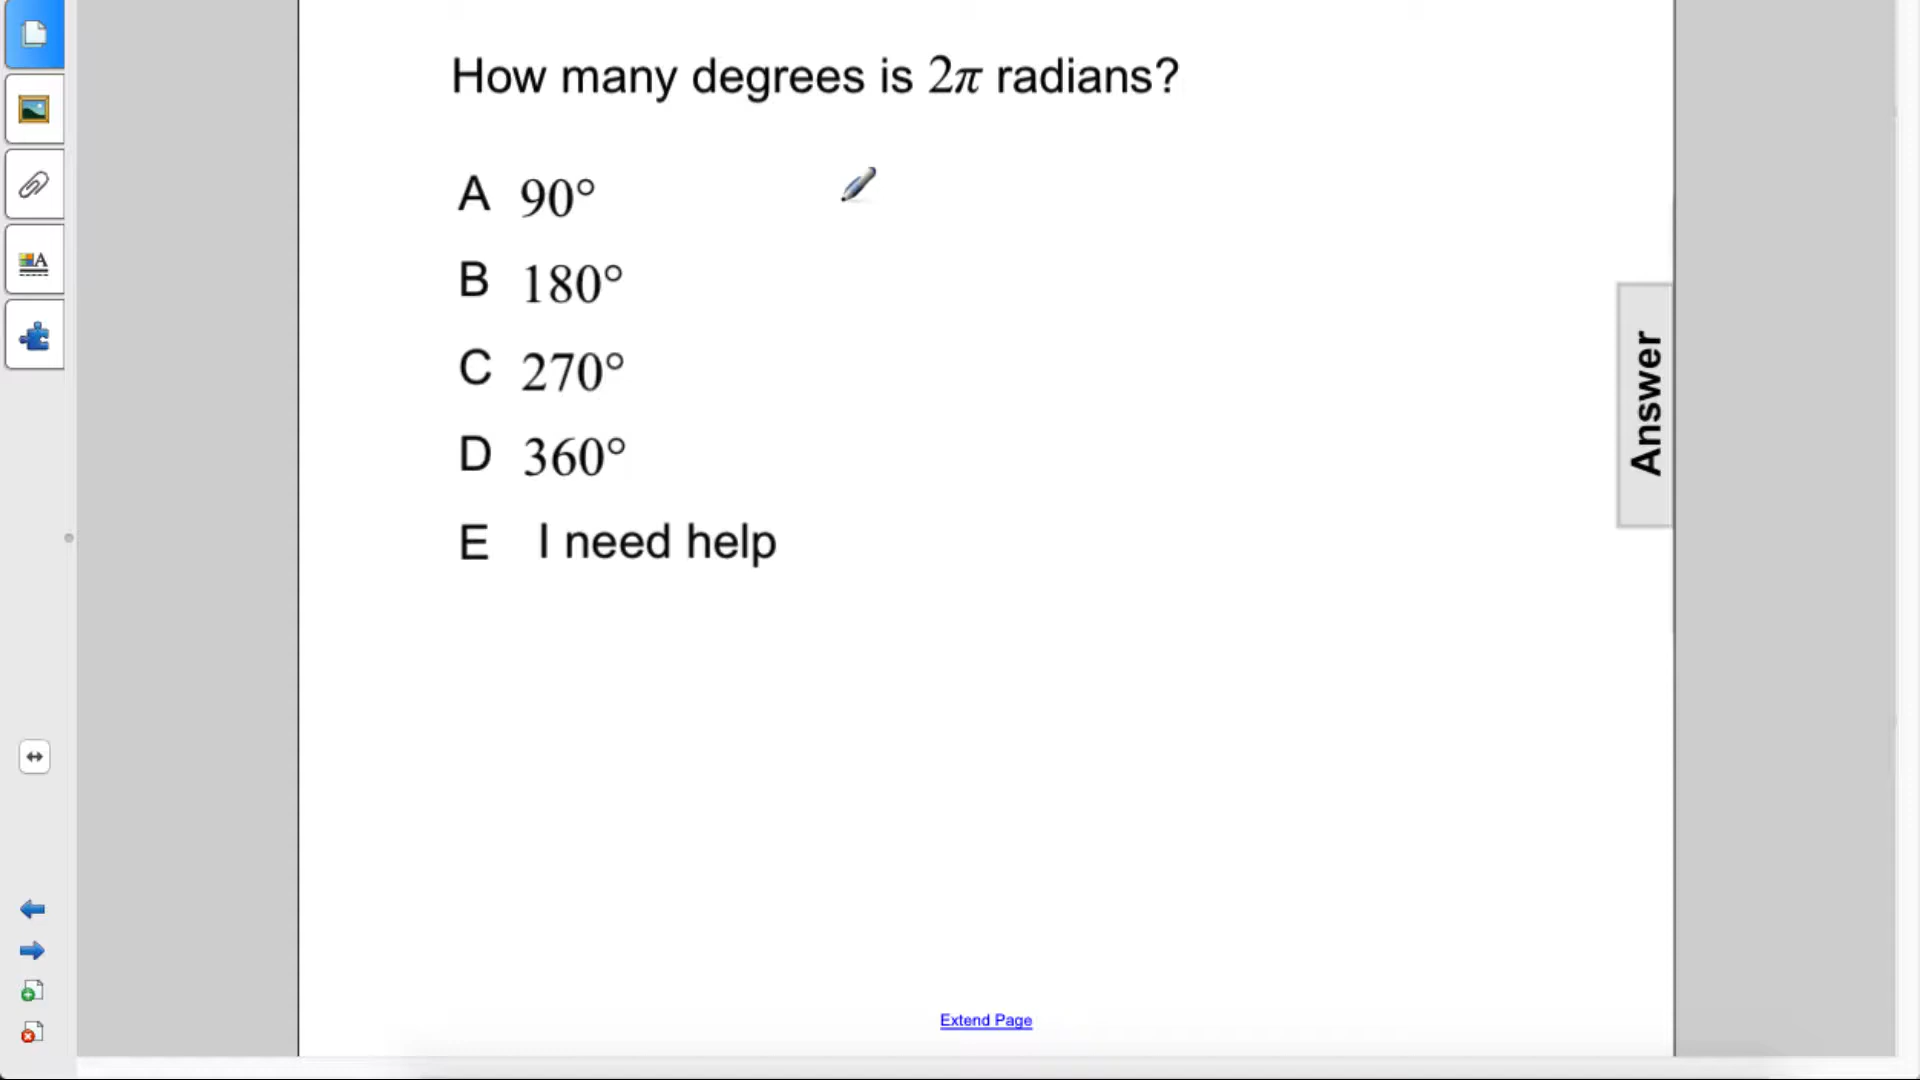 How many degrees is 2π radians?
A 90°
B 180°
C 270°
D 360°
E I need help
Answer
Extend Page